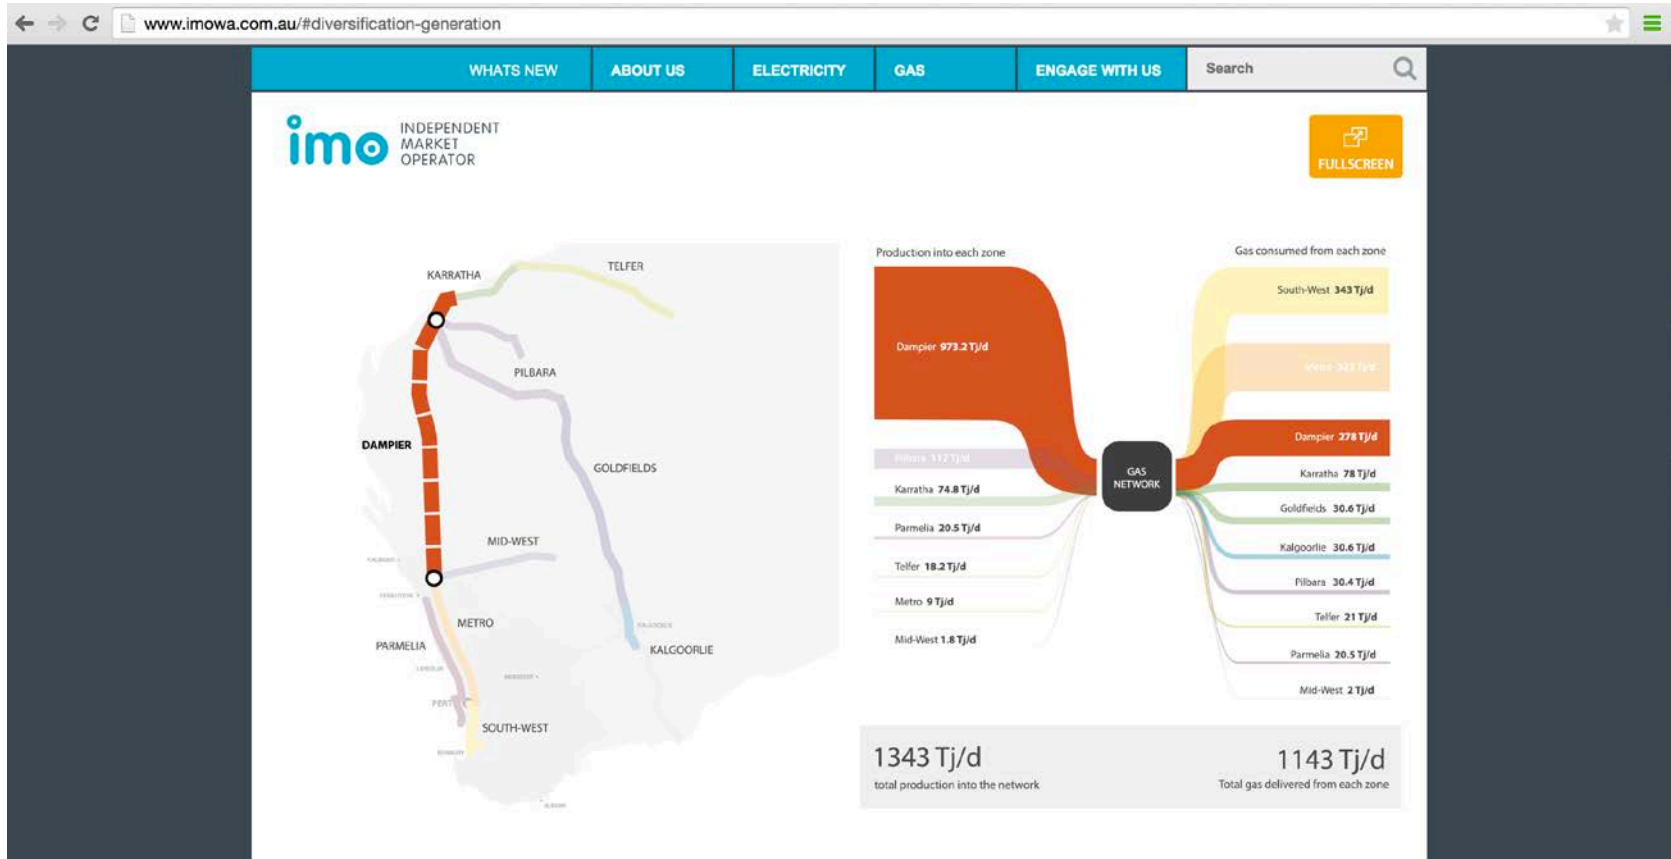 www.imowa.com.au/#diversification-generation
WHATS NEW
ABOUT US
ELECTRICITY
GAS
ENGAGE WITH US
Search
imo
INDEPENDENT
MARKET
OPERATOR
FULLSCREEN
KARRATHA
TELFER
PILBARA
DAMPIER
GOLDFIELDS
MID-WEST
METRO
PARMELIA
KALGOORLIE
SOUTH-WEST
Production into each zone
Dampier 973.2 Tj/d
Pilbara 117 Tj/d
Karratha 74.8 Tj/d
Parmelia 20.5 Tj/d
Telfer 18.2 Tj/d
Metro 9 Tj/d
Mid-West 1.8 Tj/d
GAS
NETWORK
Gas consumed from each zone
South-West 343 Tj/d
Metro 323 Tj/d
Dampier 278 Tj/d
Karratha 78 Tj/d
Goldfields 30.6 Tj/d
Kalgoorlie 30.6 Tj/d
Pilbara 30.4 Tj/d
Telfer 21 Tj/d
Parmelia 20.5 Tj/d
Mid-West 2 Tj/d
1343 Tj/d
total production into the network
1143 Tj/d
Total gas delivered from each zone